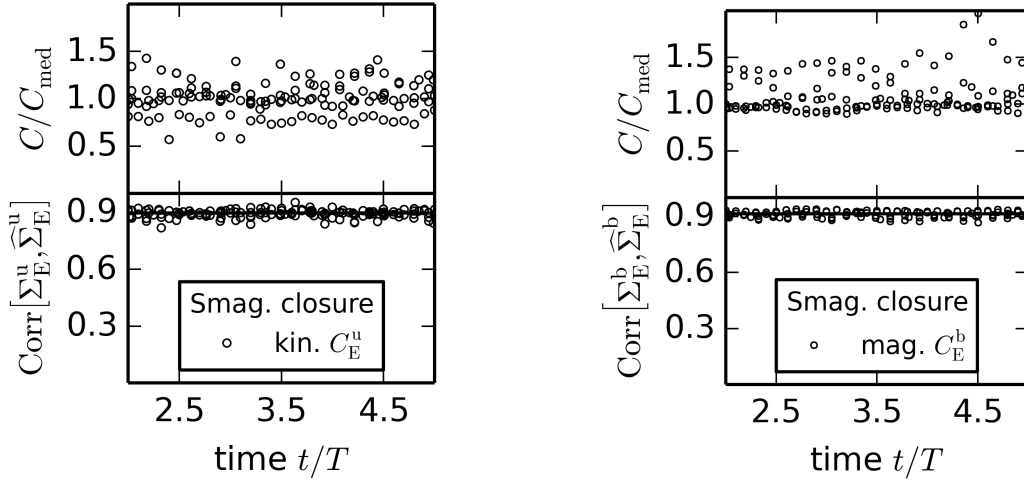 C/C_med
1.5
1.0
0.5
Corr[Σ_E^u, \widehat{Σ}_E^u]
0.9
0.6
0.3
Smag. closure
kin. C_E^u
2.5 3.5 4.5
time t/T
C/C_med
1.5
1.0
0.5
Corr[Σ_E^b, \widehat{Σ}_E^b]
0.9
0.6
0.3
Smag. closure
mag. C_E^b
2.5 3.5 4.5
time t/T